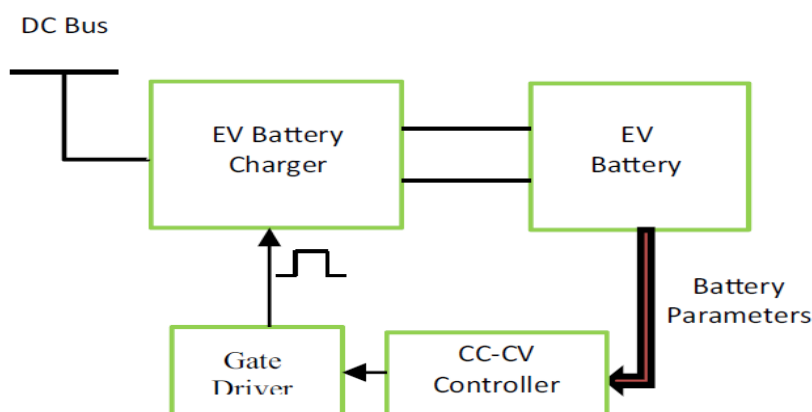 DC Bus
EV Battery
Charger
EV
Battery
Battery
Parameters
Gate
Driver
CC-CV
Controller